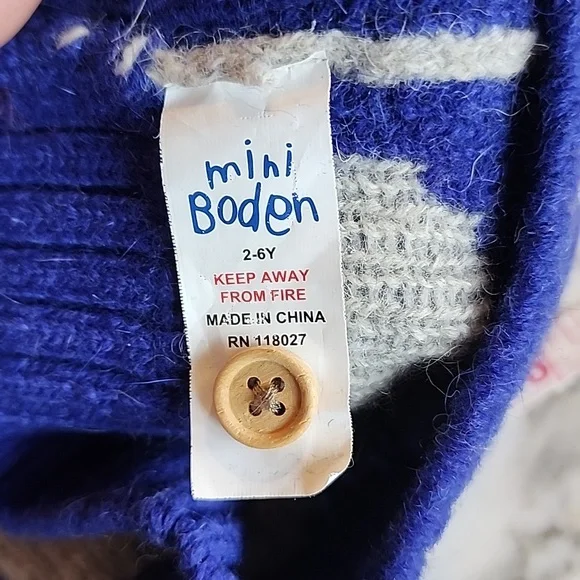 mini
Boden
2-6Y
KEEP AWAY
FROM FIRE
MADE IN CHINA
RN 118027